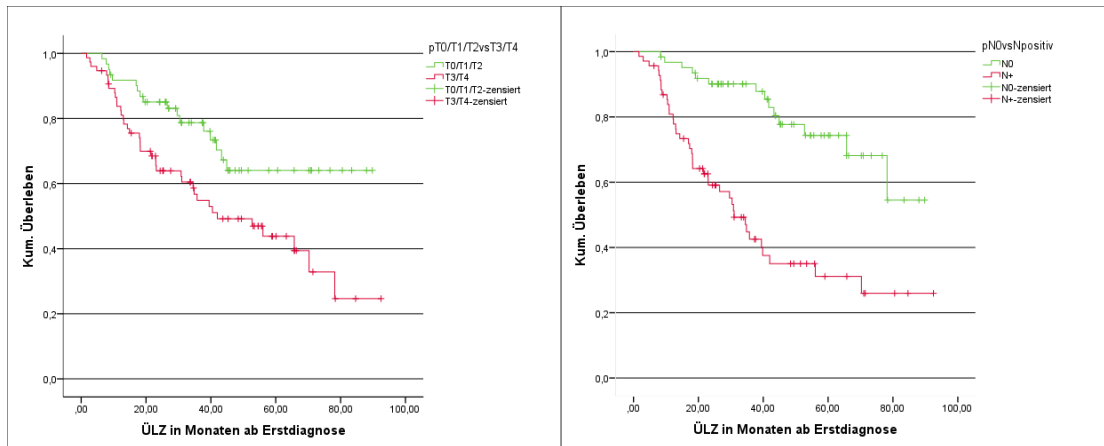 pT0/T1/T2vsT3/T4
T0/T1/T2
T3/T4
T0/T1/T2-zensiert
T3/T4-zensiert
Kum. Überleben
1,0
0,8
0,6
0,4
0,2
0,0
,00
20,00
40,00
60,00
80,00
100,00
ÜLZ in Monaten ab Erstdiagnose
pN0vsNpositiv
N0
N+
N0-zensiert
N+-zensiert
Kum. Überleben
1,0
0,8
0,6
0,4
0,2
0,0
,00
20,00
40,00
60,00
80,00
100,00
ÜLZ in Monaten ab Erstdiagnose